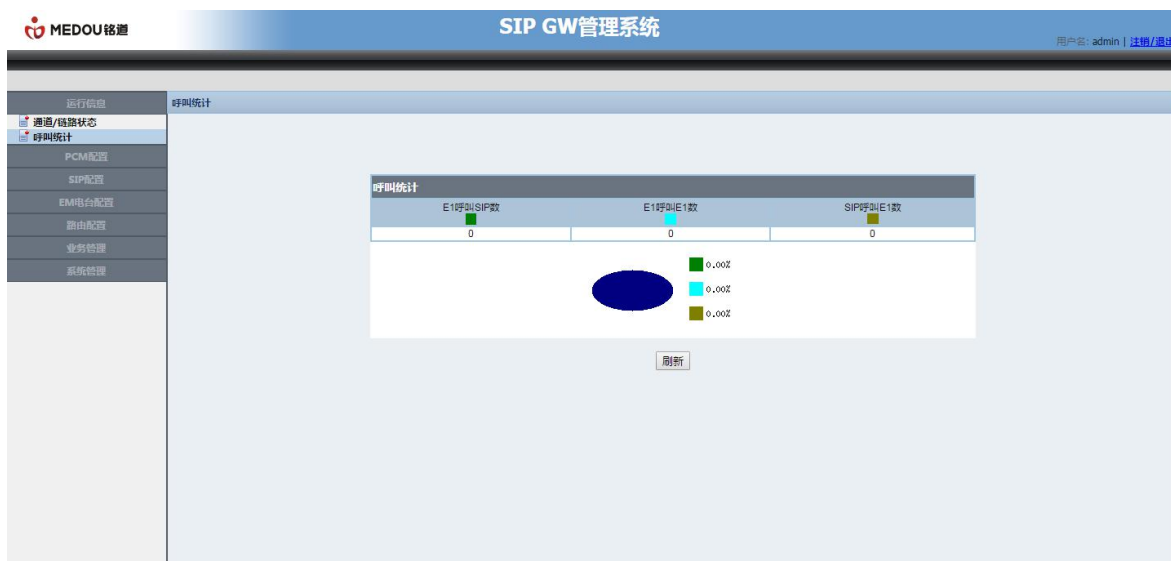 MEDOU铭道
SIP GW管理系统
用户名: admin | 注销/退出
运行信息
呼叫统计
通道/链路状态
呼叫统计
PCM配置
SIP配置
EM电台配置
路由配置
业务管理
系统管理
呼叫统计
E1呼叫SIP数 E1呼叫E1数 SIP呼叫E1数
0 0 0
0.00%
0.00%
0.00%
刷新